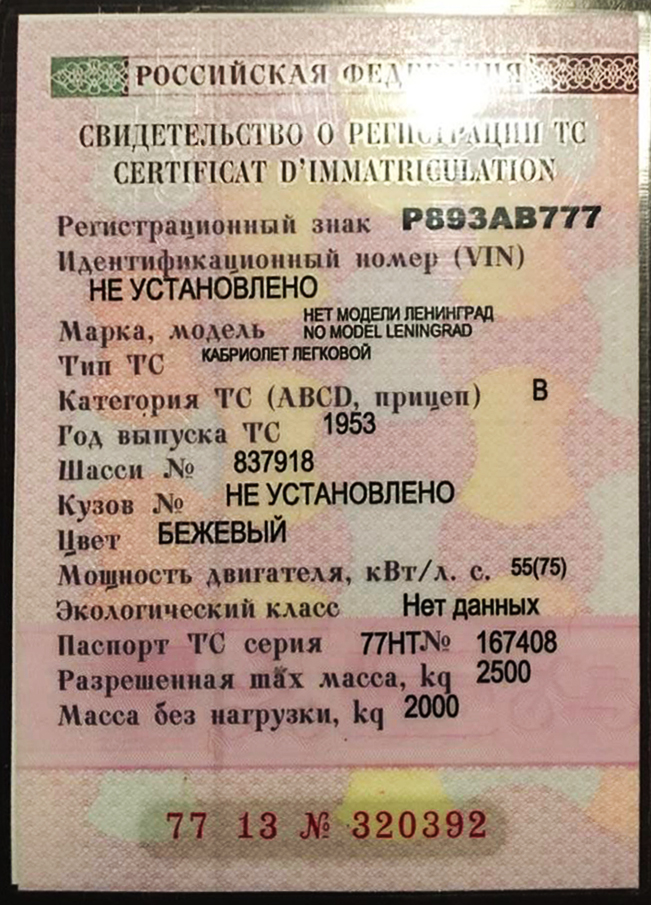 РОССИЙСКАЯ ФЕДЕРАЦИЯ
СВИДЕТЕЛЬСТВО О РЕГИСТРАЦИИ ТС
CERTIFICAT D'IMMATRICULATION
Регистрационный знак Р893АВ777
Идентификационный номер (VIN)
НЕ УСТАНОВЛЕНО
НЕТ МОДЕЛИ ЛЕНИНГРАД
Марка, модель NO MODEL LENINGRAD
Тип ТС КАБРИОЛЕТ ЛЕГКОВОЙ
Категория ТС (ABCD, прицеп) В
Год выпуска ТС 1953
Шасси № 837918
Кузов № НЕ УСТАНОВЛЕНО
Цвет БЕЖЕВЫЙ
Мощность двигателя, кВт/л. с. 55(75)
Экологический класс Нет данных
Паспорт ТС серия 77НТ№ 167408
Разрешенная max масса, kq 2500
Масса без нагрузки, kq 2000
77 13 № 320392